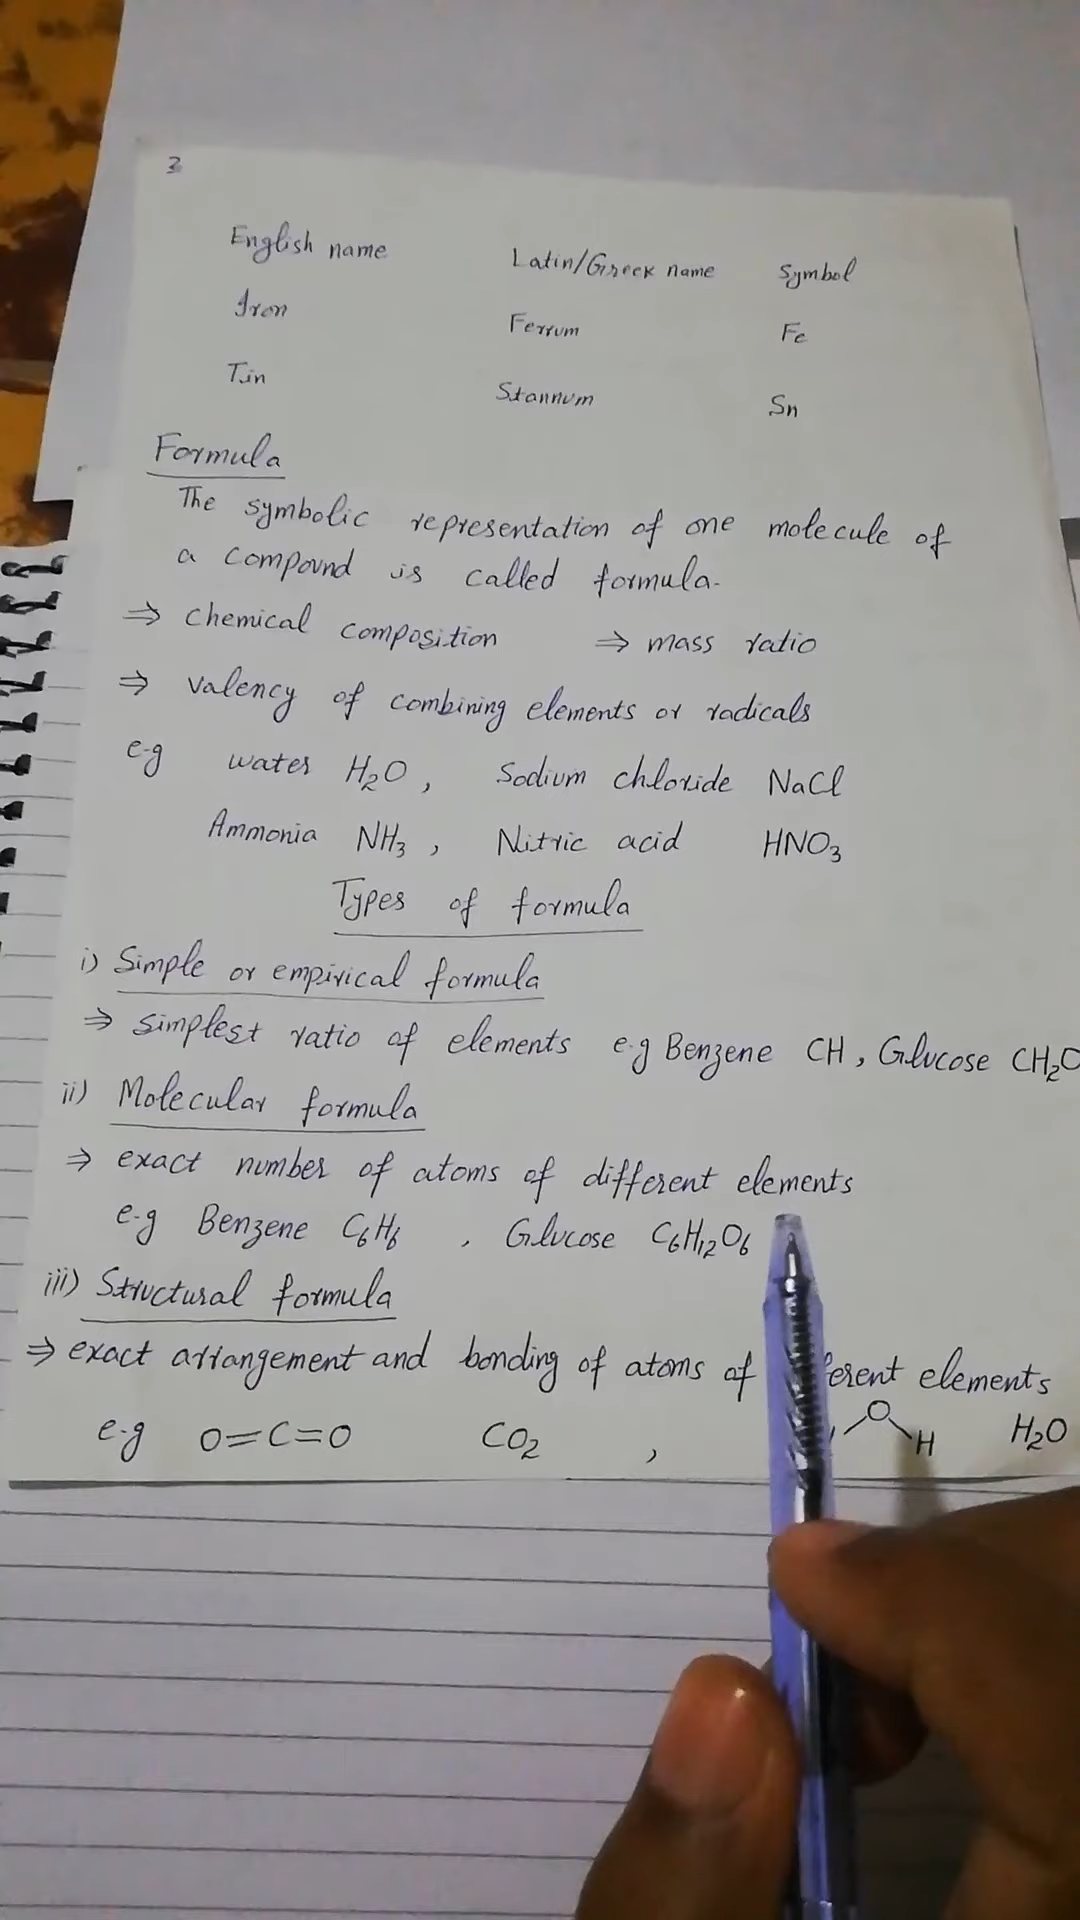 3
English name Latin/Greek name Symbol
Iron Ferrum Fe
Tin Stannum Sn
Formula
The symbolic representation of one molecule of
a compound is called formula.
⇒ chemical composition ⇒ mass ratio
⇒ valency of combining elements or radicals
e.g water H₂O, Sodium chloride NaCl
Ammonia NH₃, Nitric acid HNO₃
Types of formula
i) Simple or empirical formula
⇒ simplest ratio of elements e.g Benzene CH, Glucose CH₂O
ii) Molecular formula
⇒ exact number of atoms of different elements
e.g Benzene C₆H₆, Glucose C₆H₁₂O₆
iii) Structural formula
⇒ exact arrangement and bonding of atoms of ferent elements
e.g O=C=O CO₂, O H H₂O